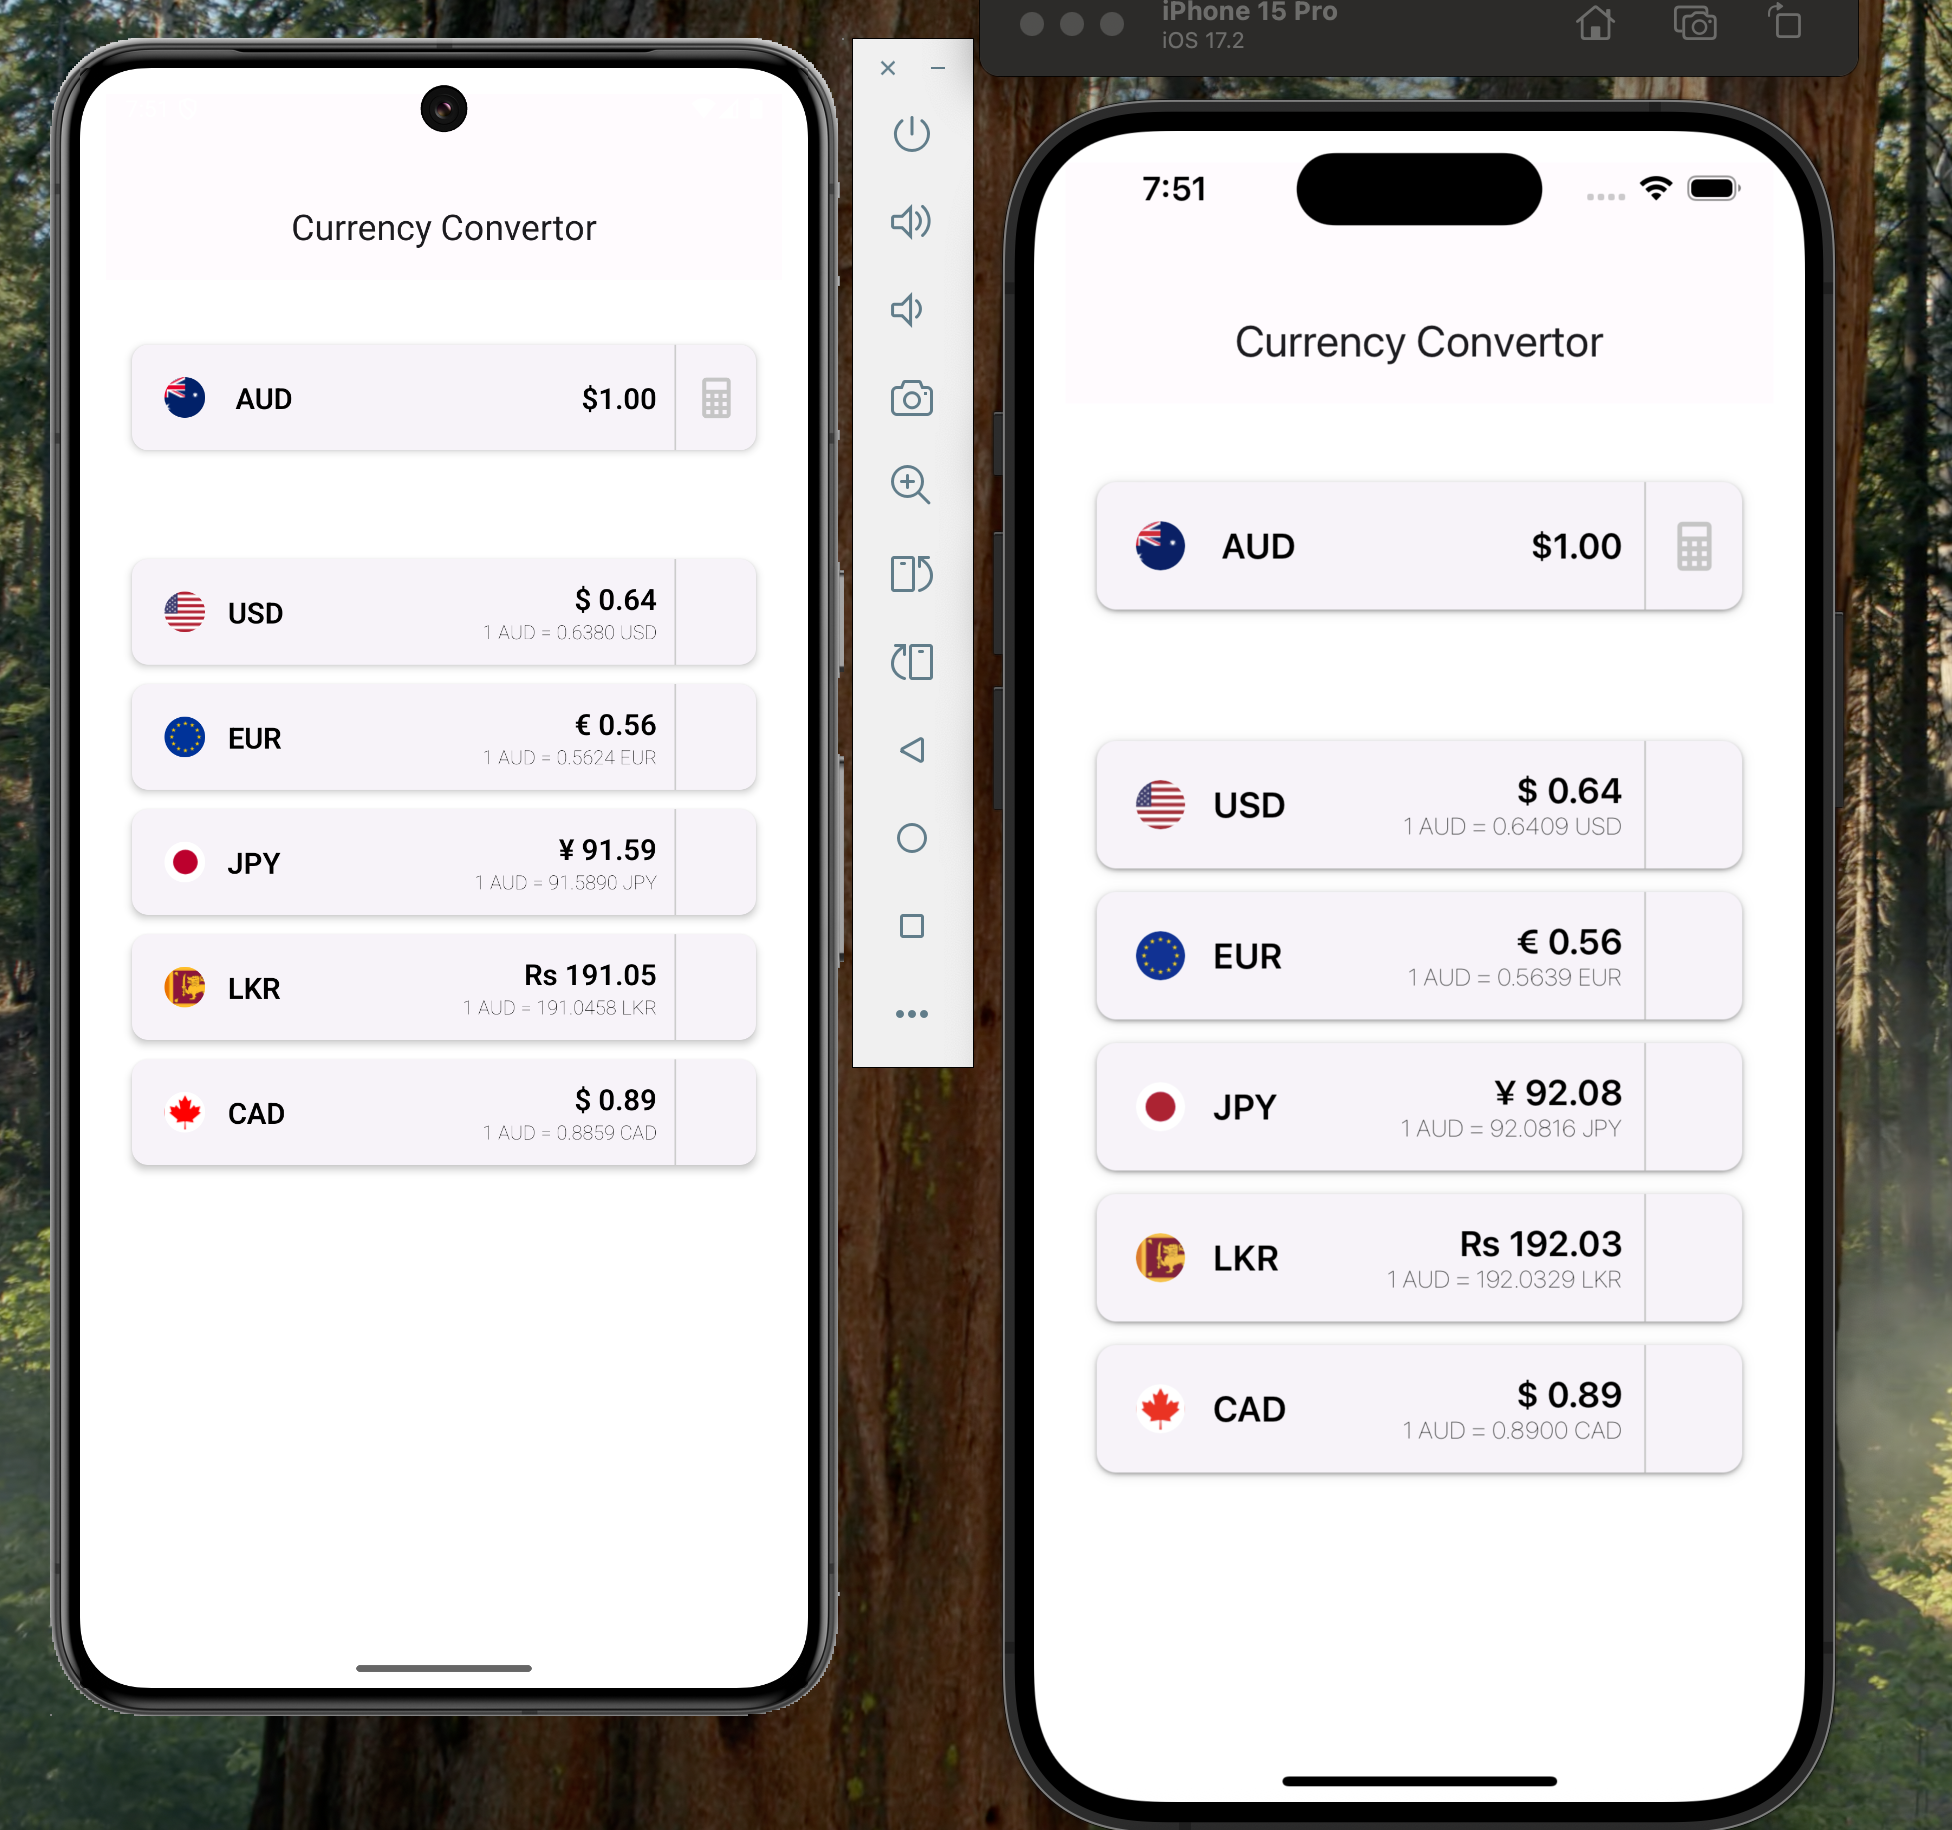 Currency Convertor
AUD
$1.00
USD
$ 0.64
1 AUD = 0.6380 USD
EUR
€ 0.56
1 AUD = 0.5624 EUR
JPY
¥ 91.59
1 AUD = 91.5890 JPY
LKR
Rs 191.05
1 AUD = 191.0458 LKR
CAD
$ 0.89
1 AUD = 0.8859 CAD
iPhone 15 Pro
iOS 17.2
7:51
Currency Convertor
AUD
$1.00
USD
$ 0.64
1 AUD = 0.6409 USD
EUR
€ 0.56
1 AUD = 0.5639 EUR
JPY
¥ 92.08
1 AUD = 92.0816 JPY
LKR
Rs 192.03
1 AUD = 192.0329 LKR
CAD
$ 0.89
1 AUD = 0.8900 CAD